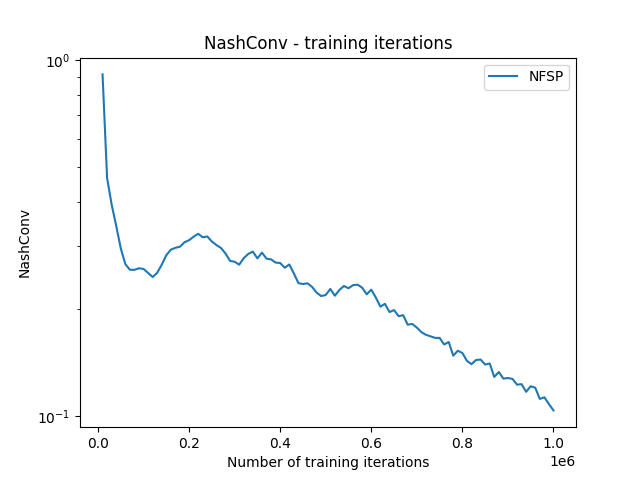 NashConv - training iterations
NFSP
10⁰
10⁻¹
NashConv
0.0 0.2 0.4 0.6 0.8 1.0
1e6
Number of training iterations